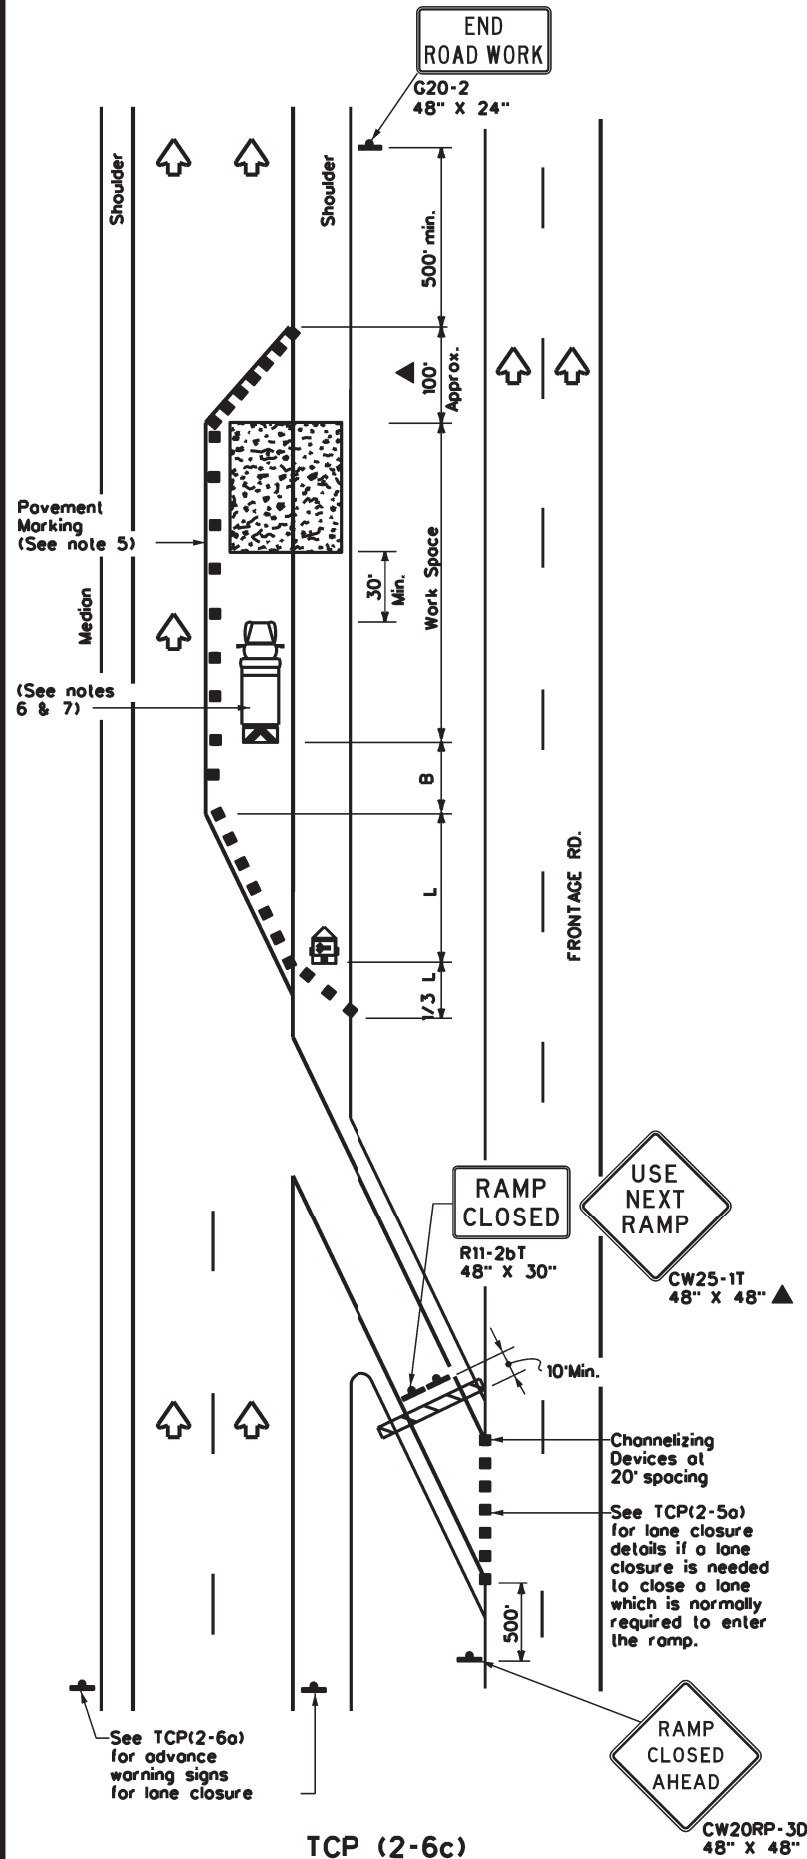 END
ROAD WORK
G20-2
48" X 24"
Shoulder
Shoulder
500' min.
100'
Approx.
Pavement
Marking
(See note 5)
30'
Min.
Work Space
Median
(See notes
6 & 7)
B
L
FRONTAGE RD.
1/3 L
RAMP
CLOSED
R11-2bT
48" X 30"
USE
NEXT
RAMP
CW25-1T
48" X 48"
10'Min.
Channelizing
Devices at
20' spacing
See TCP(2-5a)
for lane closure
details if a lane
closure is needed
to close a lane
which is normally
required to enter
the ramp.
500'
See TCP(2-6a)
for advance
warning signs
for lane closure
RAMP
CLOSED
AHEAD
CW20RP-3D
48" X 48"
TCP (2-6c)